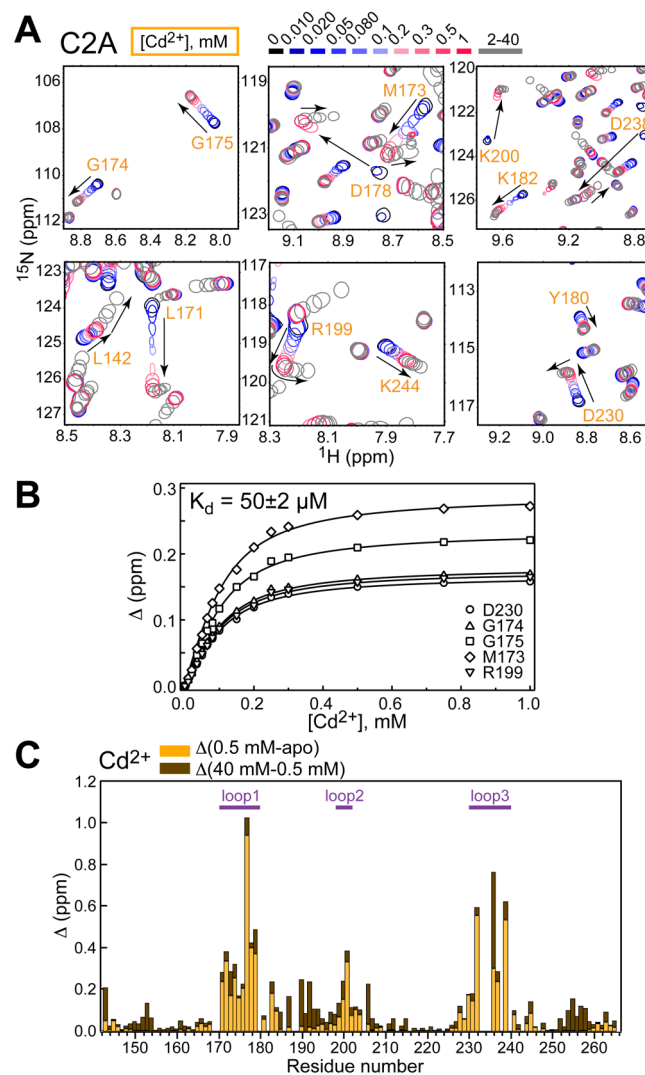 A C2A [Cd2+], mM 0 0.010 0.020 0.05 0.080 0.1 0.2 0.3 0.5 1 2-40
15N (ppm)
105 106 108 110 112
G175
G174
8.8 8.6 8.4 8.2 8.0
119 121 123
M173
D178
9.1 8.9 8.7 8.5
120 122 124 126
D238
K200
K182
9.6 9.4 9.2 8.8
123 124 125 126 127
L171
L142
8.5 8.3 8.1 7.9
117 118 119 120 121
R199
K244
8.3 8.1 7.9 7.7
113 115 117
Y180
D230
9.2 9.0 8.8 8.6
1H (ppm)
B
Kd = 50±2 μM
Δ (ppm)
0.3
0.2
0.1
0.0
D230
G174
G175
M173
R199
0.0 0.2 0.4 0.6 0.8 1.0
[Cd2+], mM
C Cd2+
Δ(0.5 mM-apo)
Δ(40 mM-0.5 mM)
loop1 loop2 loop3
Δ (ppm)
1.2
1.0
0.8
0.6
0.4
0.2
0.0
150 160 170 180 190 200 210 220 230 240 250 260
Residue number